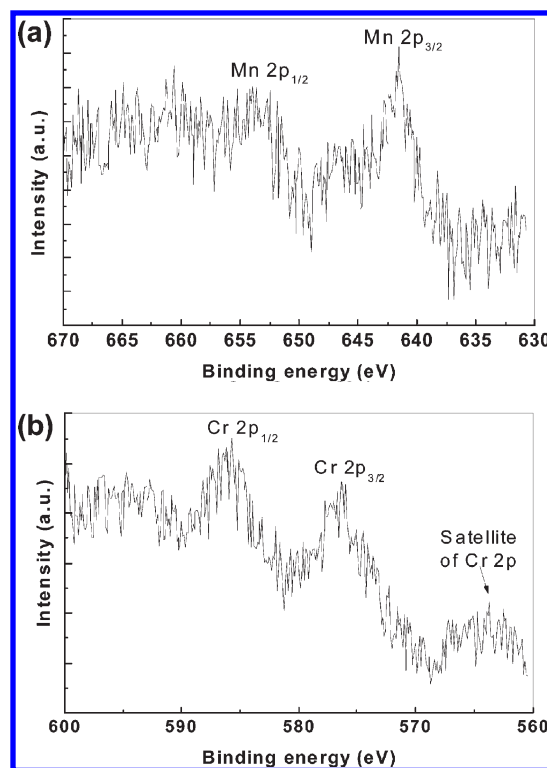 (a)
Mn 2p3/2
Mn 2p1/2
Intensity (a.u.)
670 665 660 655 650 645 640 635 630
Binding energy (eV)
(b)
Cr 2p1/2
Cr 2p3/2
Satellite
of Cr 2p
Intensity (a.u.)
600 590 580 570 560
Binding energy (eV)